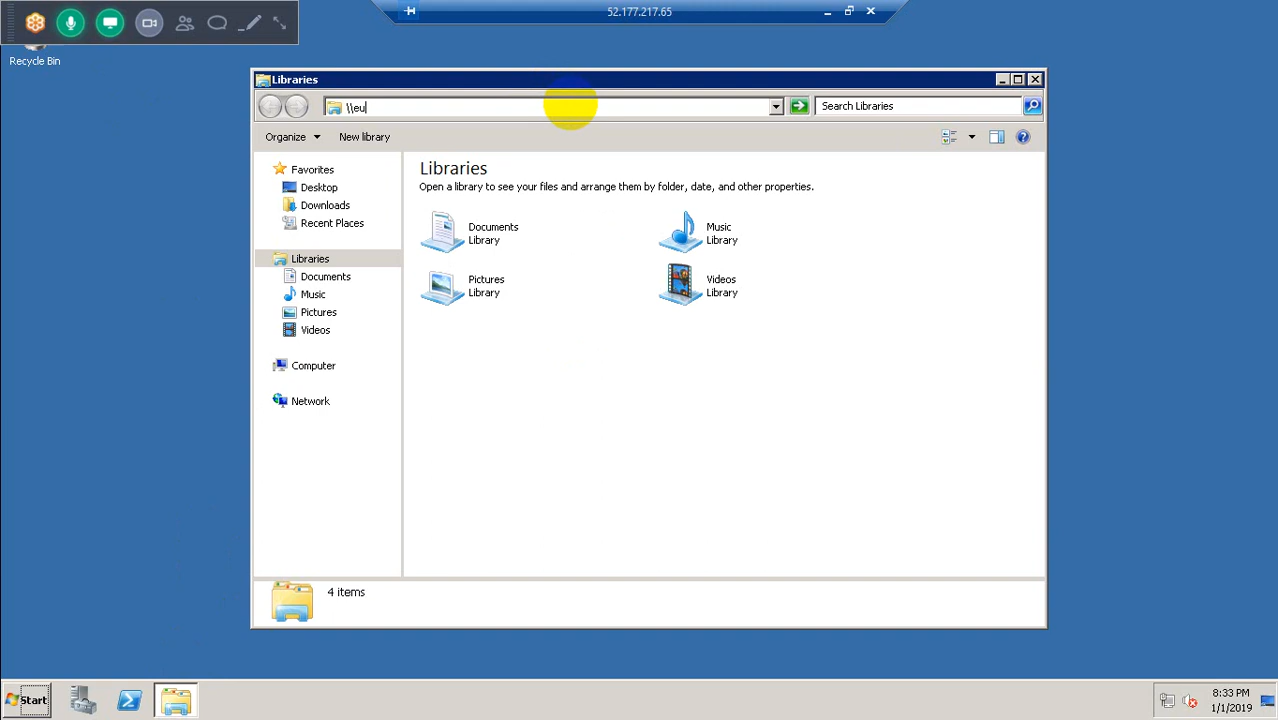 52.177.217.65
Recycle Bin
Libraries
\\eu
Search Libraries
Organize
New library
Favorites
Desktop
Downloads
Recent Places
Libraries
Documents
Music
Pictures
Videos
Computer
Network
Libraries
Open a library to see your files and arrange them by folder, date, and other properties.
Documents
Library
Music
Library
Pictures
Library
Videos
Library
4 items
Start
8:33 PM
1/1/2019